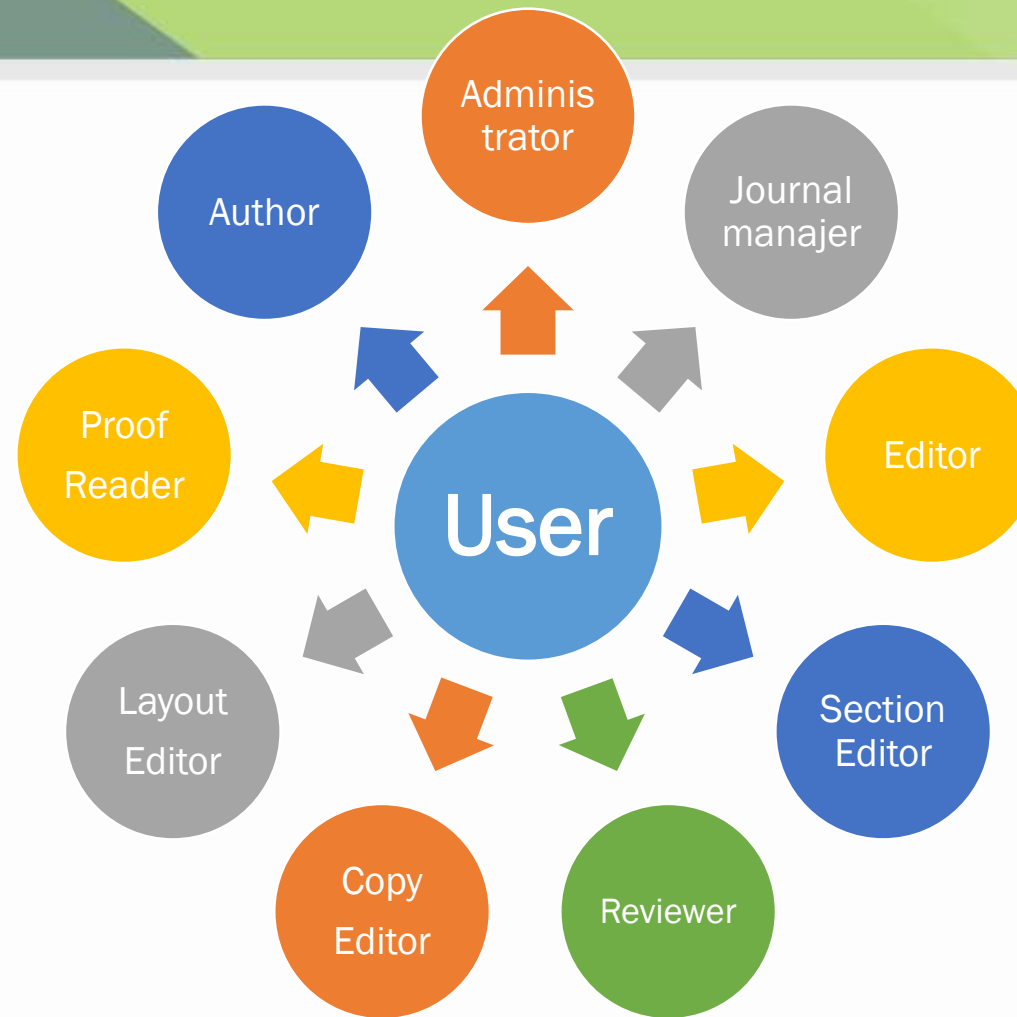 Adminis
trator
Journal
manajer
Editor
Section
Editor
Reviewer
Copy
Editor
Layout
Editor
Proof
Reader
Author
User